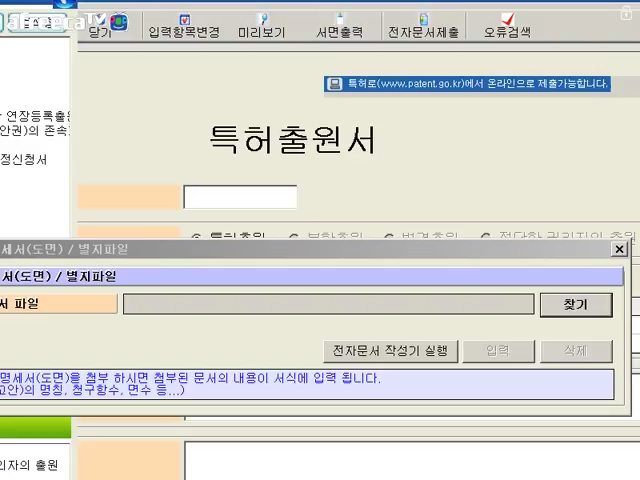 afreecaTV
닫기 입력항목변경 미리보기 서면출력 전자문서제출 오류검색
특허로(www.patent.go.kr)에서 온라인으로 제출가능합니다.
연장등록출원
안권)의 존속
정신청서
특허출원서
특허출원 분할출원 변경출원
세서(도면) / 별지파일
서(도면) / 별지파일
서 파일
찾기
전자문서 작성기 실행 입력 삭제
명세서(도면)을 첨부 하시면 첨부된 문서의 내용이 서식에 입력 됩니다.
고안)의 명칭, 청구항수, 면수 등...)
인자의 출원